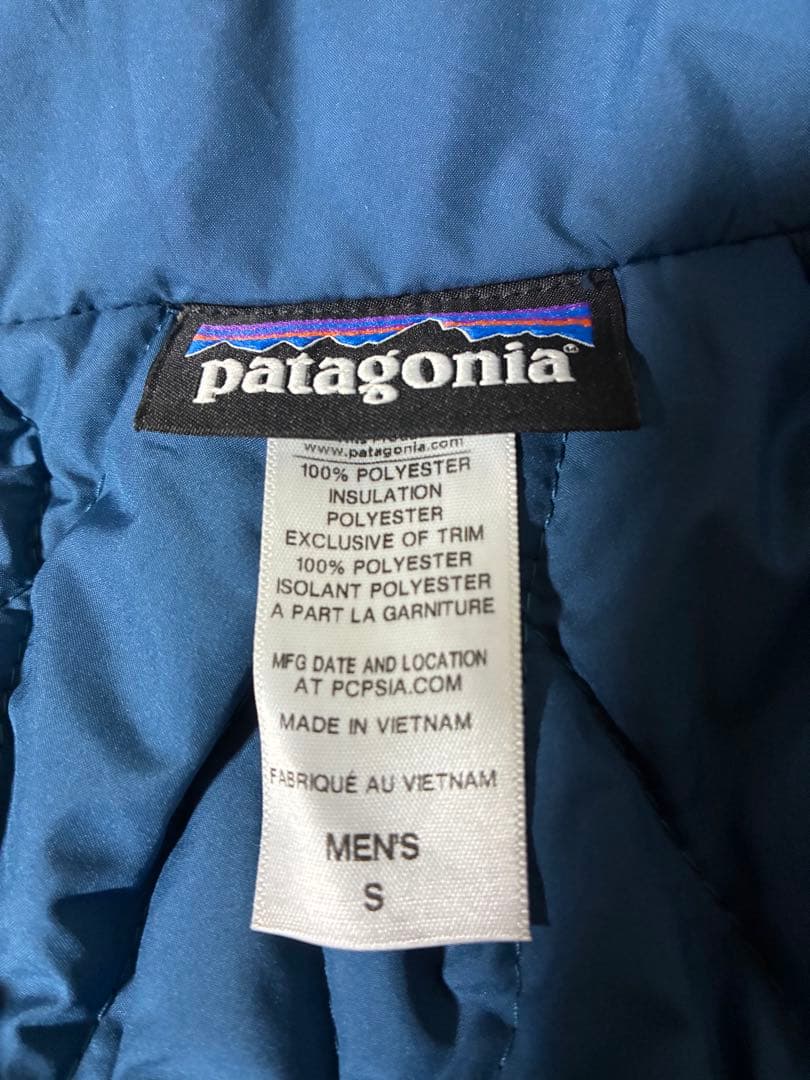 patagonia
www.patagonia.com
100% POLYESTER
INSULATION
POLYESTER
EXCLUSIVE OF TRIM
100% POLYESTER
ISOLANT POLYESTER
A PART LA GARNITURE
MFG DATE AND LOCATION
AT PCPSIA.COM
MADE IN VIETNAM
FABRIQUÉ AU VIETNAM
MEN'S
S